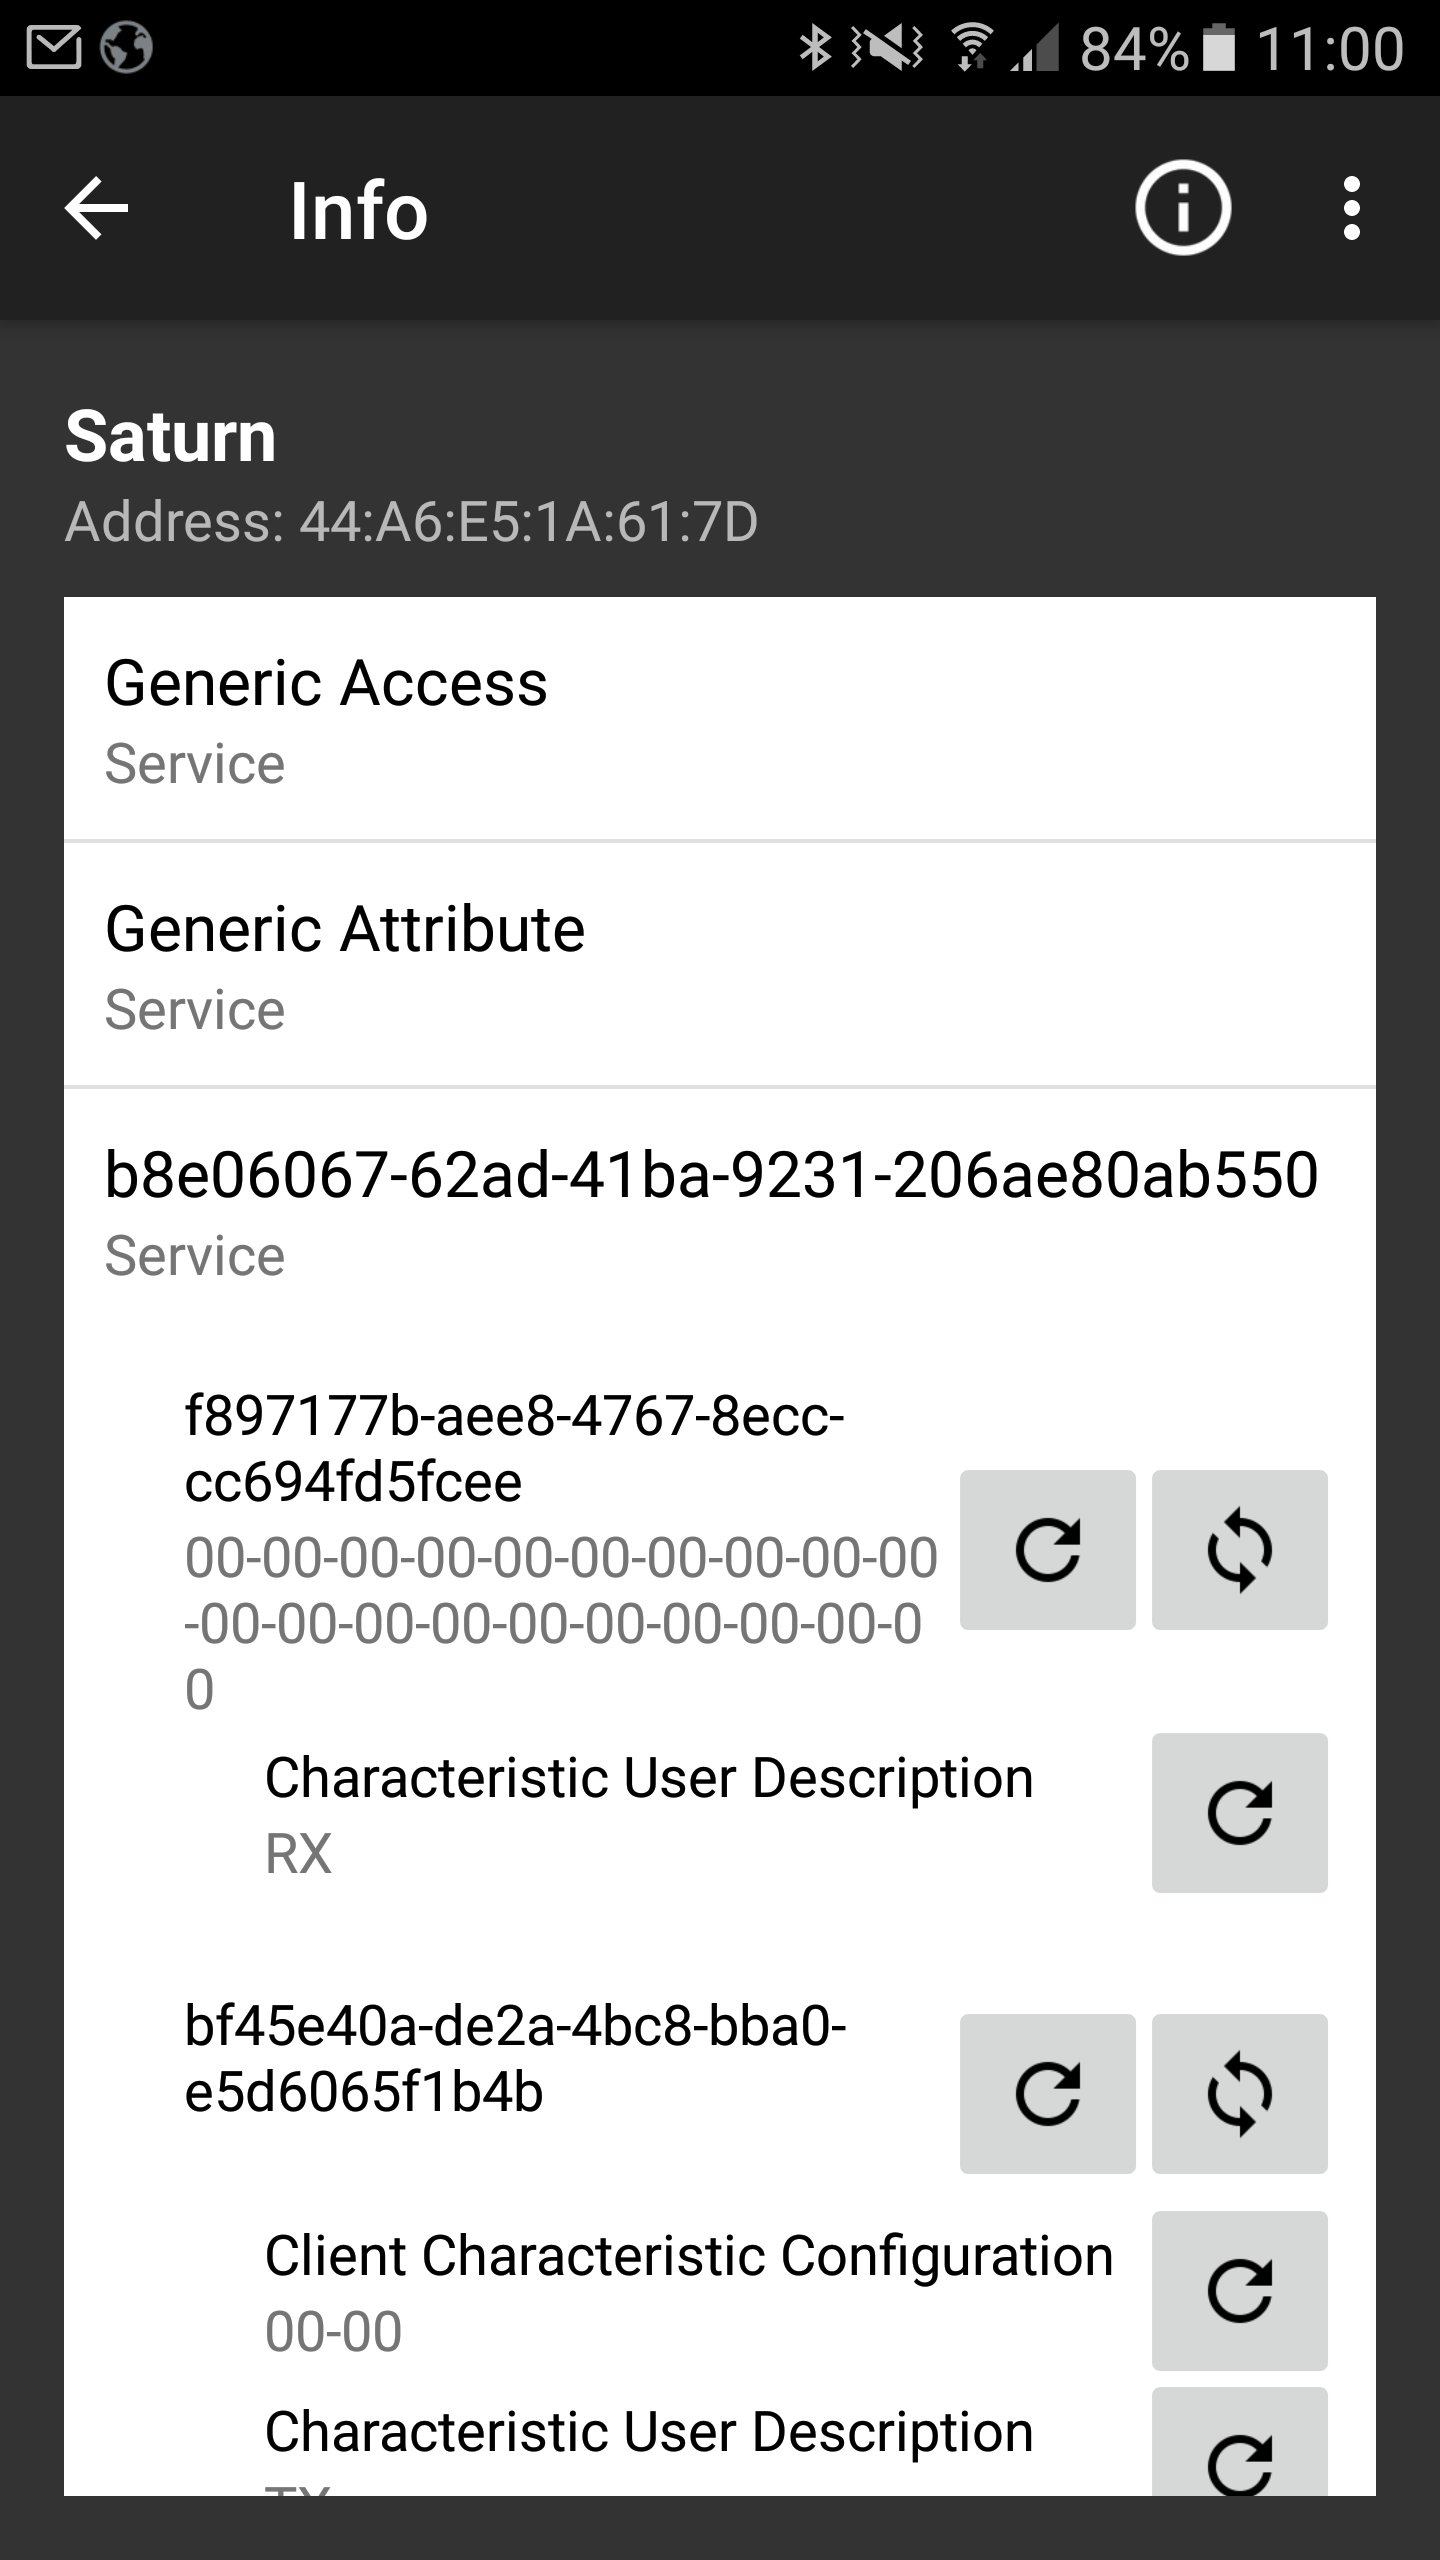 84% 11:00
Info
Saturn
Address: 44:A6:E5:1A:61:7D
Generic Access
Service
Generic Attribute
Service
b8e06067-62ad-41ba-9231-206ae80ab550
Service
f897177b-aee8-4767-8ecc-
cc694fd5fcee
00-00-00-00-00-00-00-00-00-00
-00-00-00-00-00-00-00-00-00-0
0
Characteristic User Description
RX
bf45e40a-de2a-4bc8-bba0-
e5d6065f1b4b
Client Characteristic Configuration
00-00
Characteristic User Description
TX